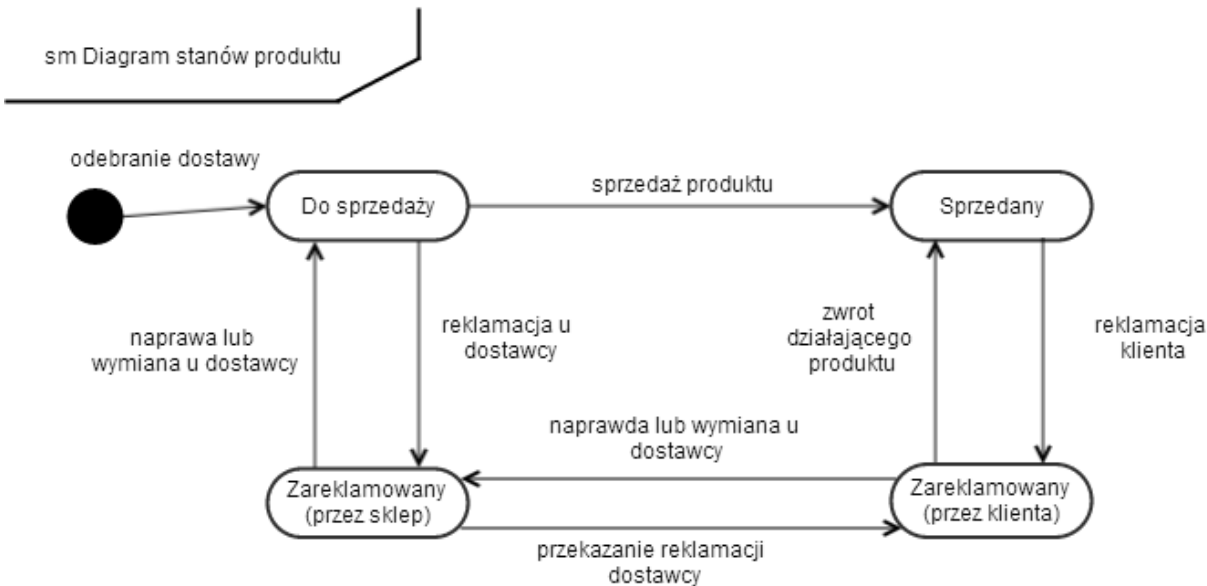 sm Diagram stanów produktu
odebranie dostawy
Do sprzedaży
sprzedaż produktu
Sprzedany
naprawa lub
wymiana u dostawcy
reklamacja u
dostawcy
zwrot
działającego
produktu
reklamacja
klienta
naprawda lub wymiana u
dostawcy
Zareklamowany
(przez sklep)
Zareklamowany
(przez klienta)
przekazanie reklamacji
dostawcy